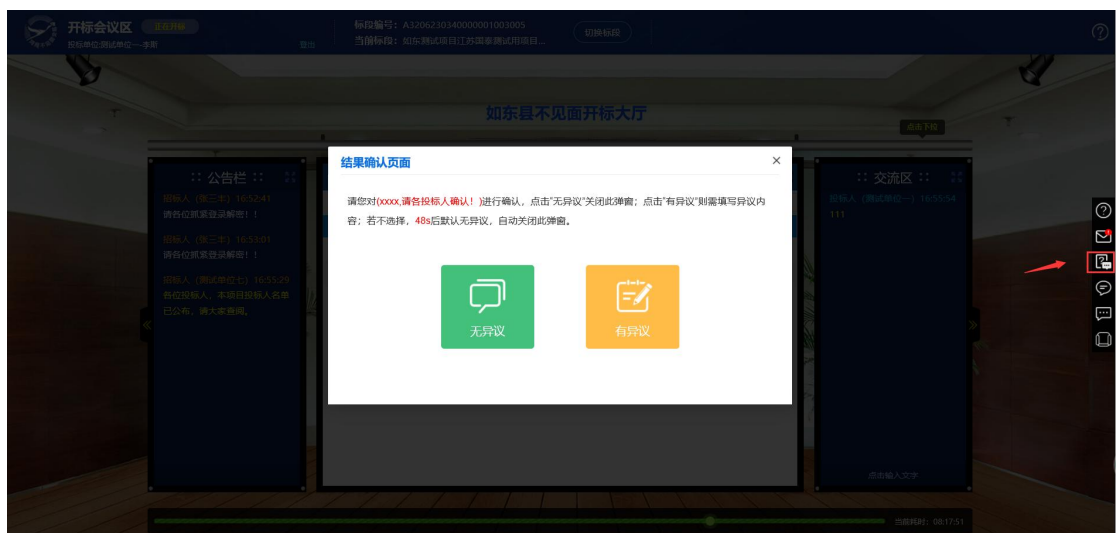 开标会议区
正在开标
投标单位:测试单位一李斯
登出
标段编号：A3206230340000001003005
当前标段：如东测试项目江苏国泰测试用项目...
切换标段
如东县不见面开标大厅
点击下拉
:: 公告栏 ::
招标人（张三丰）16:52:41
请各位抓紧登录解密！！
招标人（张三丰）16:53:01
请各位抓紧登录解密！！
招标人（测试单位七）16:55:29
各位投标人，本项目投标人名单
已公布，请大家查阅。
结果确认页面
请您对(xxxx,请各投标人确认！)进行确认，点击"无异议"关闭此弹窗；点击"有异议"则需填写异议内
容；若不选择，48s后默认无异议，自动关闭此弹窗。
无异议
有异议
:: 交流区 ::
投标人（测试单位一）16:55:54
111
点击输入文字
当前耗时：08:17:51